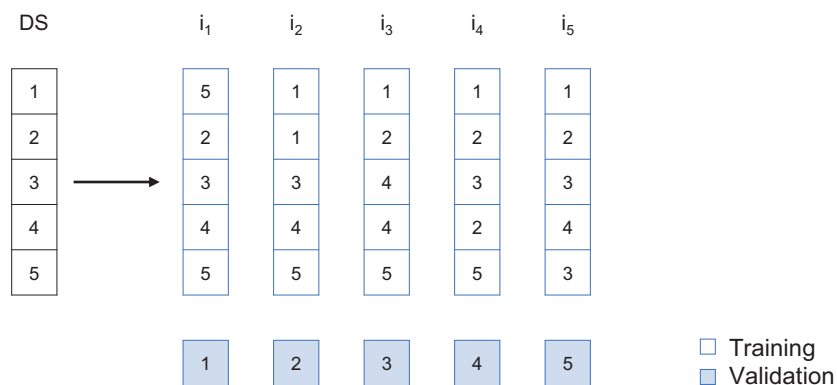 DS i₁ i₂ i₃ i₄ i₅
1 5 1 1 1 1
2 2 1 2 2 2
3 3 3 4 3 3
4 4 4 4 2 4
5 5 5 5 5 3
1 2 3 4 5
Training
Validation